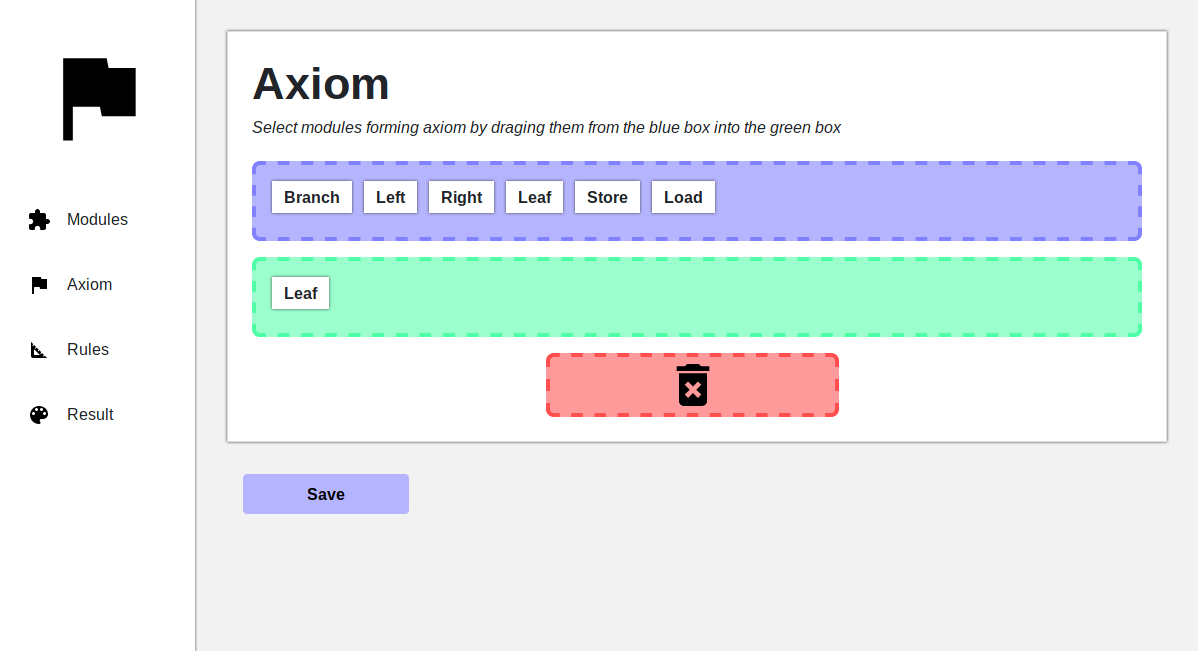 Modules
Axiom
Rules
Result
Axiom
Select modules forming axiom by draging them from the blue box into the green box
Branch Left Right Leaf Store Load
Leaf
Save